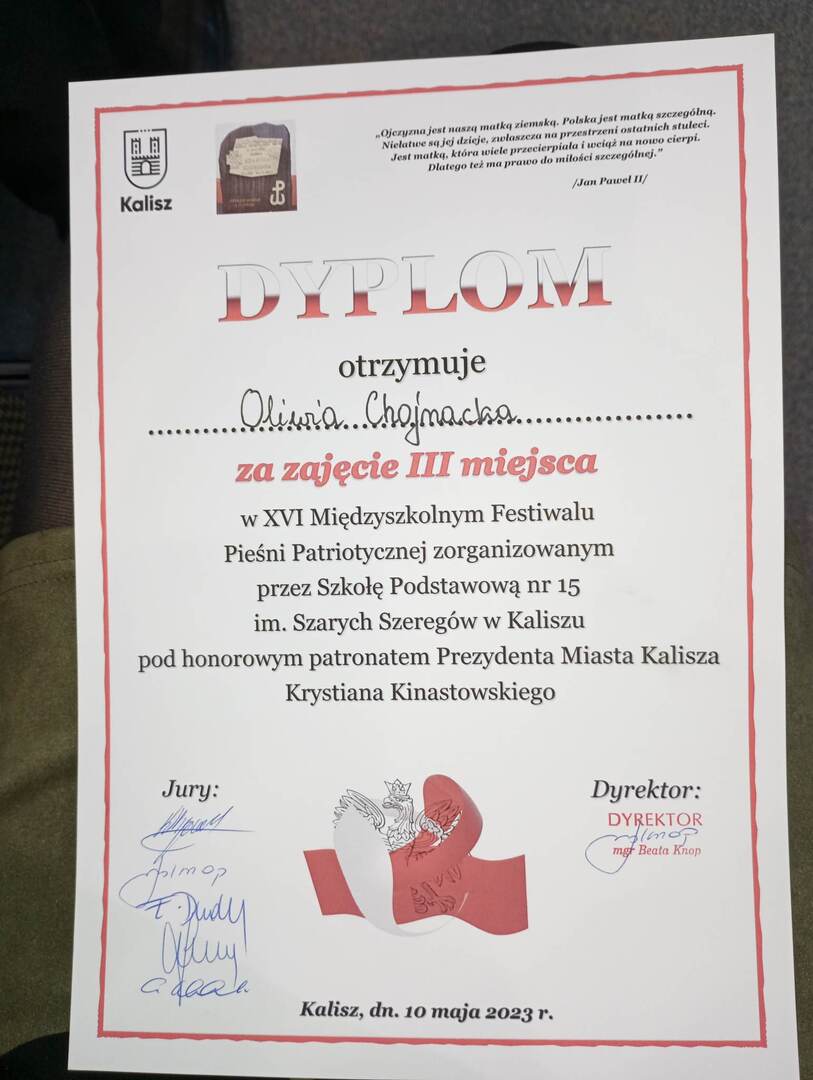 Kalisz
„Ojczyzna jest naszą matką ziemską. Polska jest matką szczególną.
Niełatwe są jej dzieje, zwłaszcza na przestrzeni ostatnich stuleci.
Jest matką, która wiele przecierpiała i wciąż na nowo cierpi.
Dlatego też ma prawo do miłości szczególnej.”
/Jan Paweł II/
DYPLOM
otrzymuje
Oliwia Chojnacka
za zajęcie III miejsca
w XVI Międzyszkolnym Festiwalu
Pieśni Patriotycznej zorganizowanym
przez Szkołę Podstawową nr 15
im. Szarych Szeregów w Kaliszu
pod honorowym patronatem Prezydenta Miasta Kalisza
Krystiana Kinastowskiego
Jury:
Dyrektor:
DYREKTOR
mgr Beata Knop
Kalisz, dn. 10 maja 2023 r.